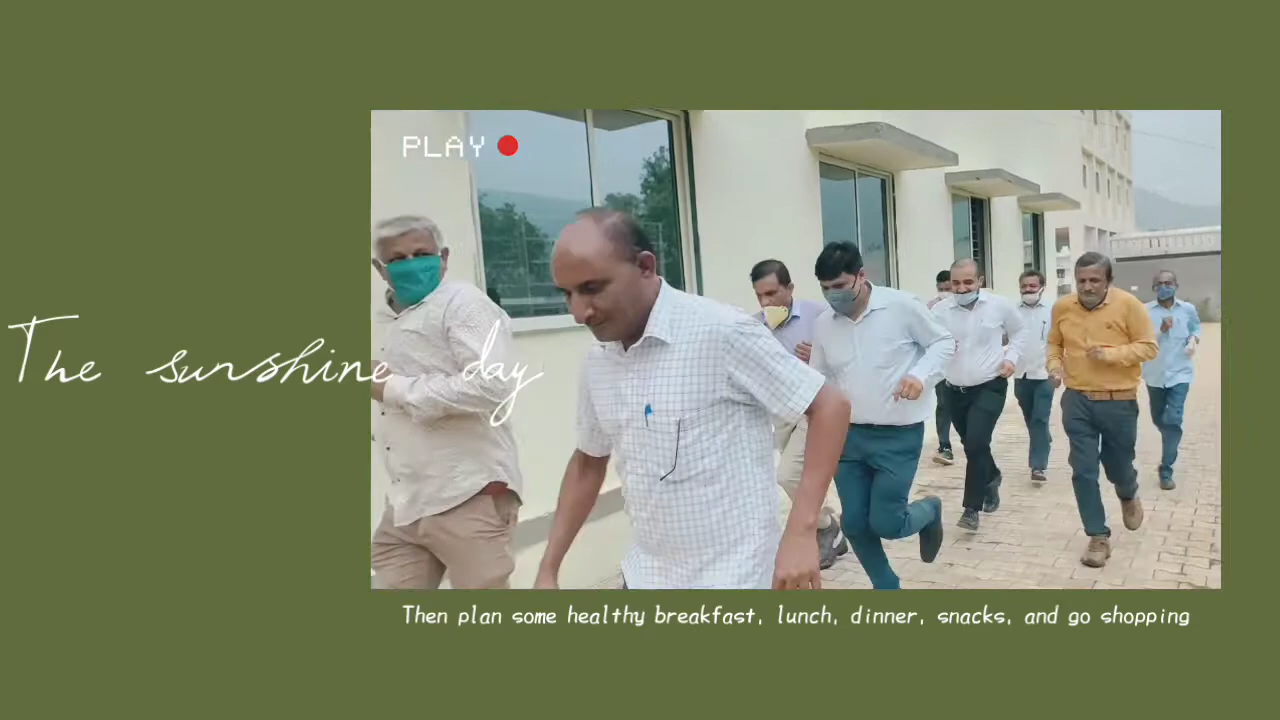 PLAY
The sunshine day
Then plan some healthy breakfast, lunch, dinner, snacks, and go shopping